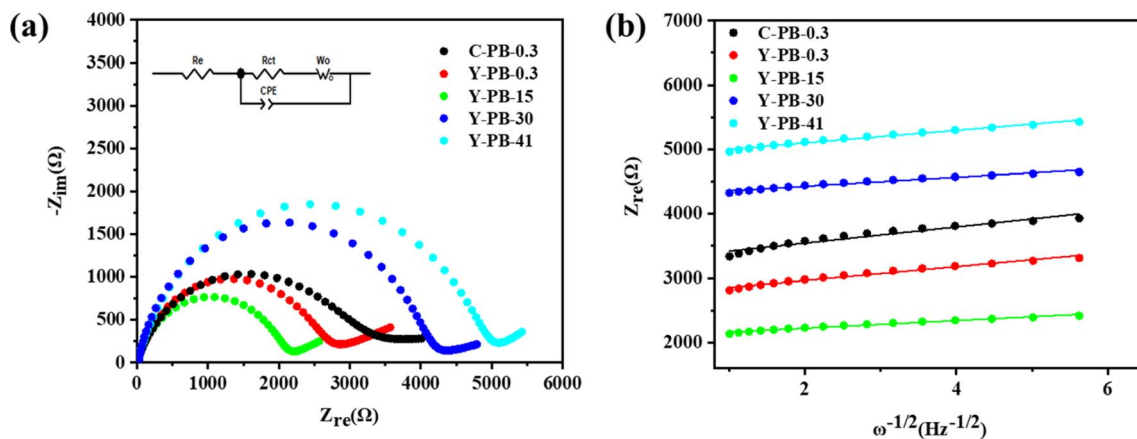 (a)
4000
3500
3000
2500
2000
1500
1000
500
0
-Zim(Ω)
Re
Rct
Wo
CPE
C-PB-0.3
Y-PB-0.3
Y-PB-15
Y-PB-30
Y-PB-41
0 1000 2000 3000 4000 5000 6000
Zre(Ω)
(b)
7000
6000
5000
4000
3000
2000
Zre(Ω)
C-PB-0.3
Y-PB-0.3
Y-PB-15
Y-PB-30
Y-PB-41
2 4 6
ω-1/2(Hz-1/2)